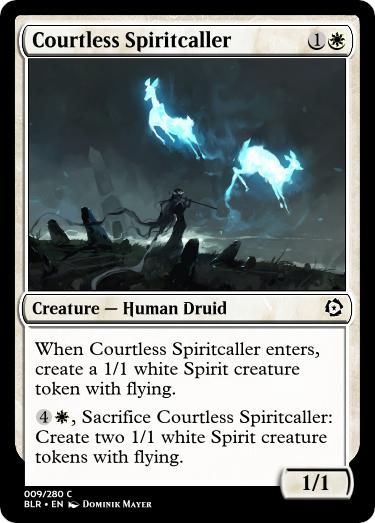 Courtless Spiritcaller 1
Creature — Human Druid
When Courtless Spiritcaller enters,
create a 1/1 white Spirit creature
token with flying.
4, Sacrifice Courtless Spiritcaller:
Create two 1/1 white Spirit creature
tokens with flying.
1/1
009/280 C
BLR • EN DOMINIK MAYER